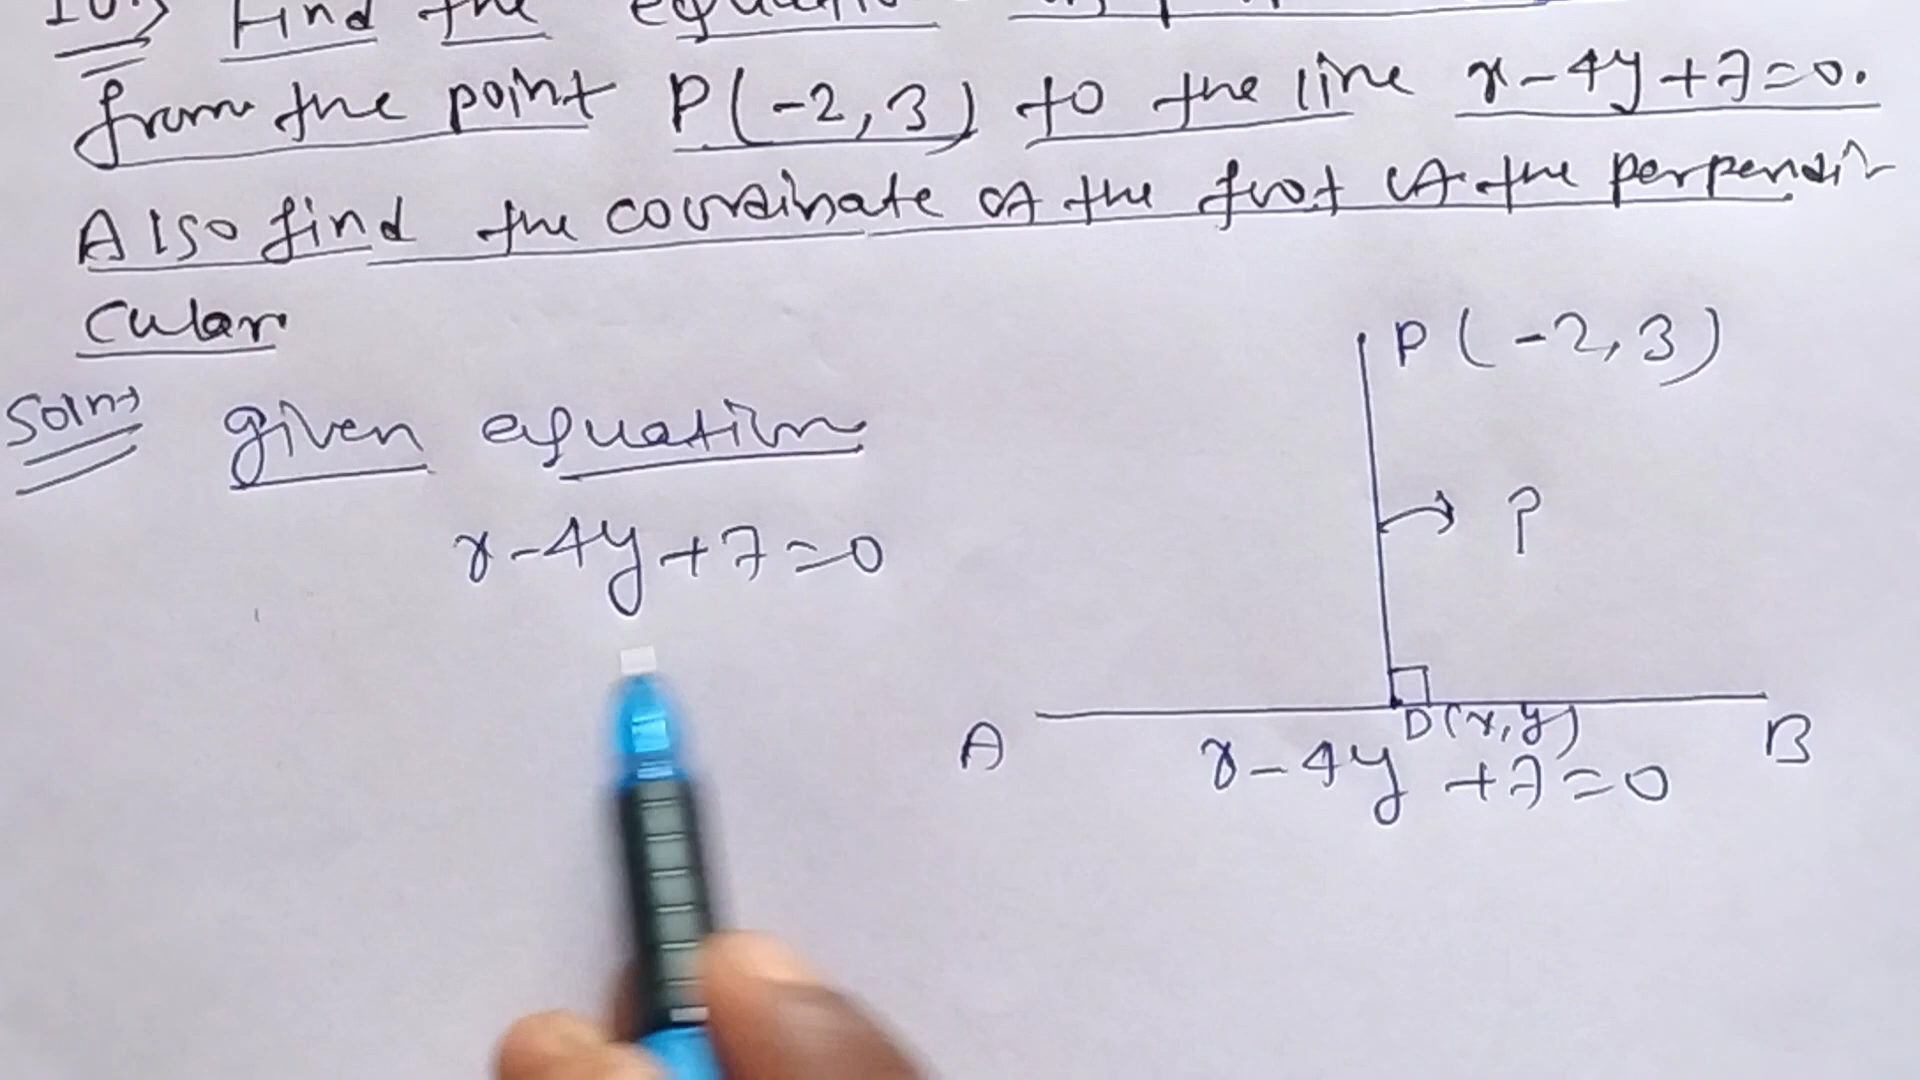 10.> Find the
from the point P(-2, 3) to the line x-4y+7=0.
Also find the coordinate of the foot of the perpendi-
cular
Soln→ given equation
x-4y+7=0
P(-2, 3)
?
A D(x, y) B
x-4y+7=0